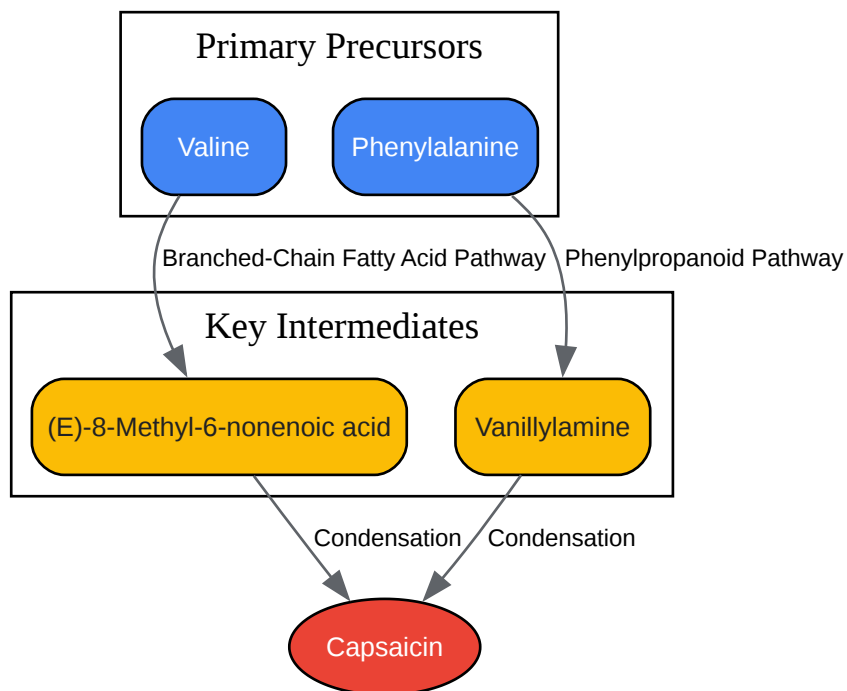 Primary Precursors
Valine
Phenylalanine
Branched-Chain Fatty Acid Pathway
Phenylpropanoid Pathway
Key Intermediates
(E)-8-Methyl-6-nonenoic acid
Vanillylamine
Condensation
Condensation
Capsaicin